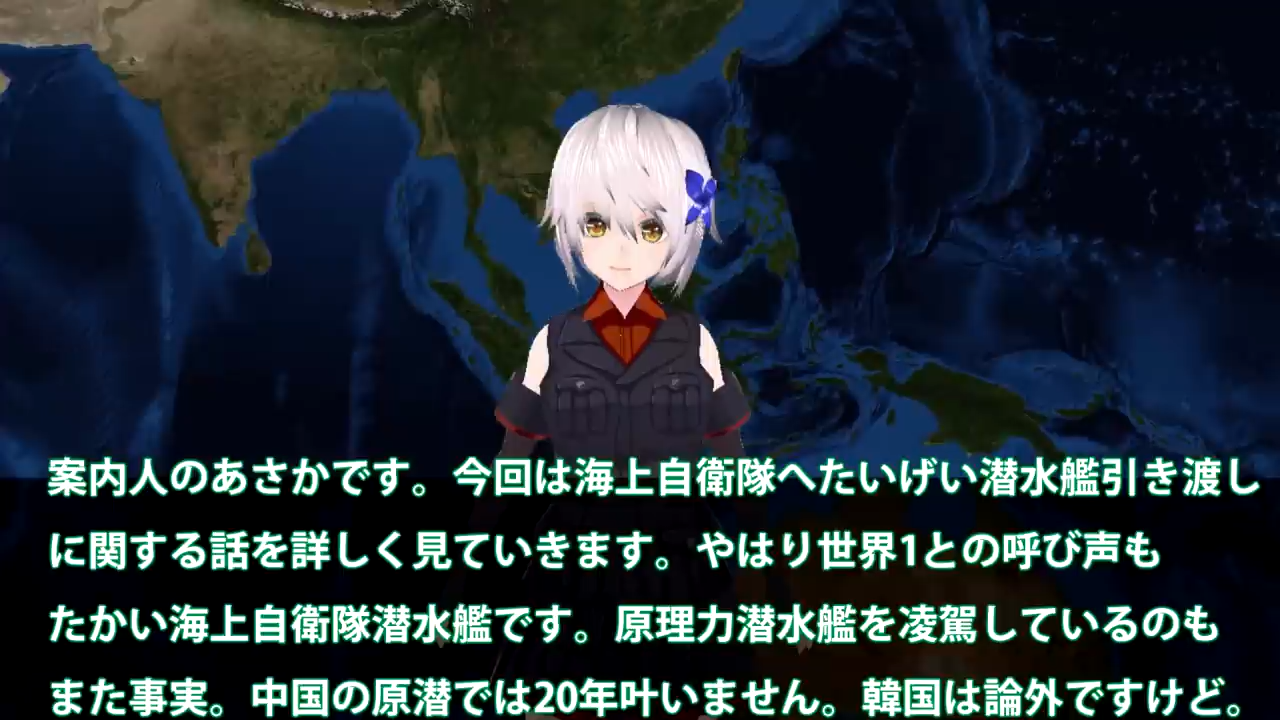 案内人のあさかです。今回は海上自衛隊へたいげい潜水艦引き渡し
に関する話を詳しく見ていきます。やはり世界1との呼び声も
たかい海上自衛隊潜水艦です。原理力潜水艦を凌駕しているのも
また事実。中国の原潜では20年叶いません。韓国は論外ですけど。